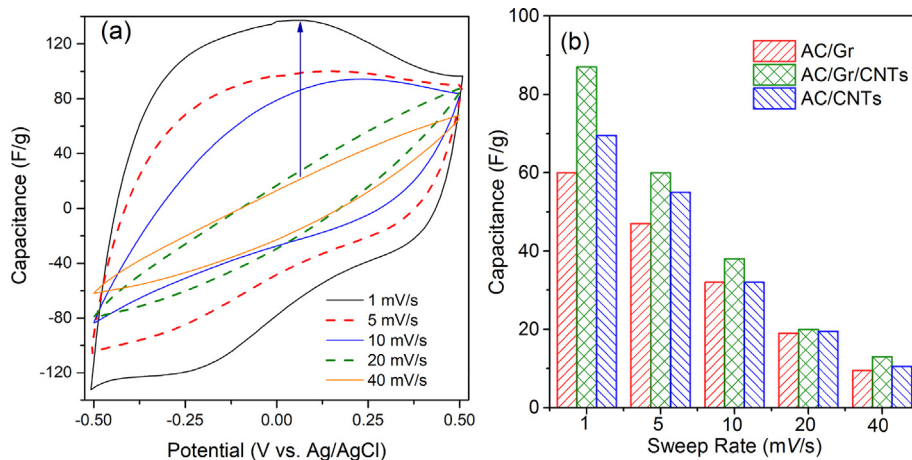 (a)
Capacitance (F/g)
120
80
40
0
-40
-80
-120
-0.50
-0.25
0.00
0.25
0.50
Potential (V vs. Ag/AgCl)
1 mV/s
5 mV/s
10 mV/s
20 mV/s
40 mV/s
(b)
Capacitance (F/g)
100
80
60
40
20
0
1
5
10
20
40
Sweep Rate (mV/s)
AC/Gr
AC/Gr/CNTs
AC/CNTs